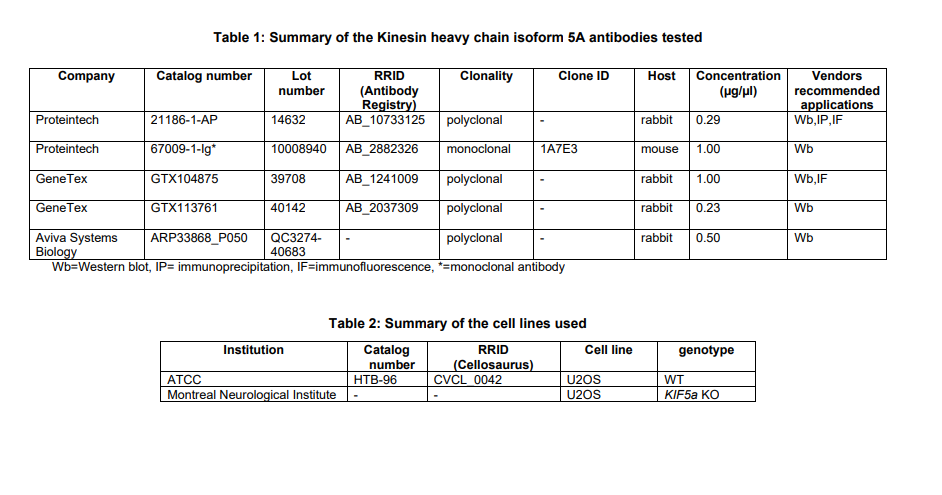 Table 1: Summary of the Kinesin heavy chain isoform 5A antibodies tested
Company Catalog number Lot number RRID (Antibody Registry) Clonality Clone ID Host Concentration (µg/µl) Vendors recommended applications
Proteintech 21186-1-AP 14632 AB_10733125 polyclonal - rabbit 0.29 Wb,IP,IF
Proteintech 67009-1-Ig* 10008940 AB_2882326 monoclonal 1A7E3 mouse 1.00 Wb
GeneTex GTX104875 39708 AB_1241009 polyclonal - rabbit 1.00 Wb,IF
GeneTex GTX113761 40142 AB_2037309 polyclonal - rabbit 0.23 Wb
Aviva Systems Biology ARP33868_P050 QC3274-40683 - polyclonal - rabbit 0.50 Wb
Wb=Western blot, IP= immunoprecipitation, IF=immunofluorescence, *=monoclonal antibody
Table 2: Summary of the cell lines used
Institution Catalog number RRID (Cellosaurus) Cell line genotype
ATCC HTB-96 CVCL_0042 U2OS WT
Montreal Neurological Institute - - U2OS KIF5a KO